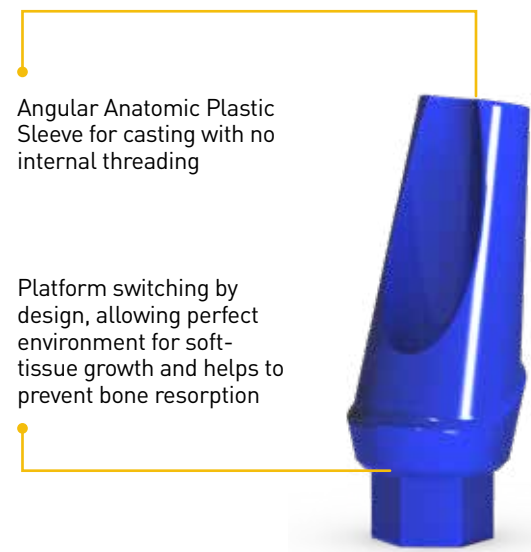 Angular Anatomic Plastic
Sleeve for casting with no
internal threading
Platform switching by
design, allowing perfect
environment for soft-
tissue growth and helps to
prevent bone resorption